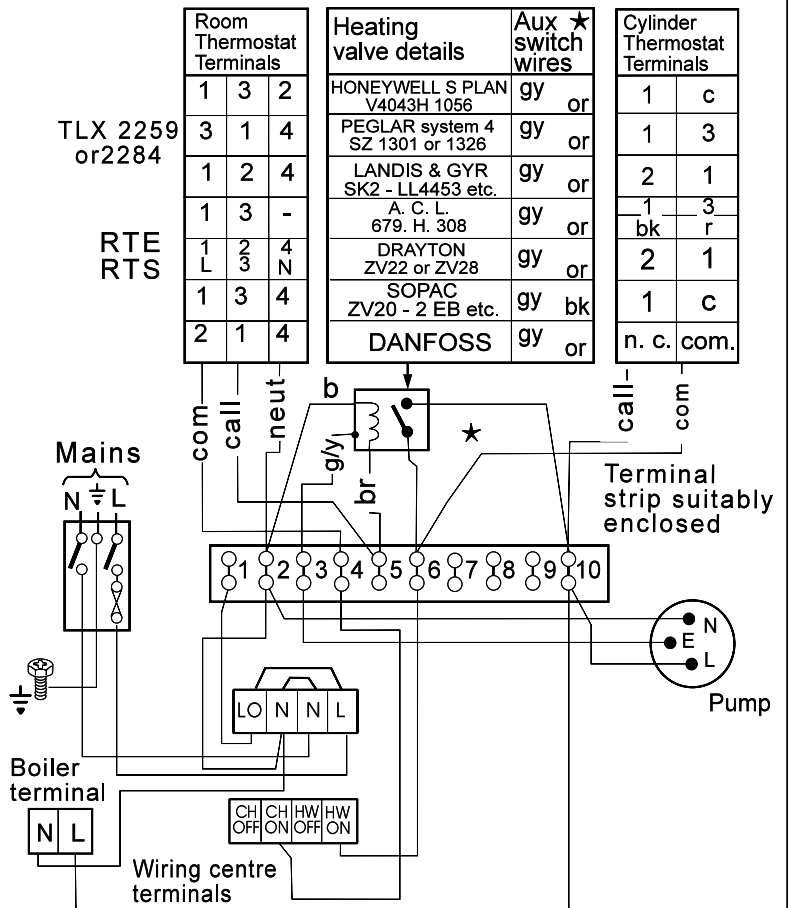 Room
Thermostat
Terminals
1 3 2
3 1 4
1 2 4
1 3 -
1 2 4
L 3 N
1 3 4
2 1 4
TLX 2259
or2284
RTE
RTS
Heating
valve details
Aux ★
switch
wires
HONEYWELL S PLAN
V4043H 1056
gy or
PEGLAR system 4
SZ 1301 or 1326
gy or
LANDIS & GYR
SK2 - LL4453 etc.
gy or
A. C. L.
679. H. 308
gy or
DRAYTON
ZV22 or ZV28
gy or
SOPAC
ZV20 - 2 EB etc.
gy bk
DANFOSS
gy or
Cylinder
Thermostat
Terminals
1 c
1 3
2 1
1 3
bk r
2 1
1 c
n. c. com.
com
call
neut
b
g/y
br
★
call
com
Terminal
strip suitably
enclosed
Mains
N L
1 2 3 4 5 6 7 8 9 10
N
E
L
Pump
LO N N L
Boiler
terminal
N L
CH OFF CH ON HW OFF HW ON
Wiring centre
terminals